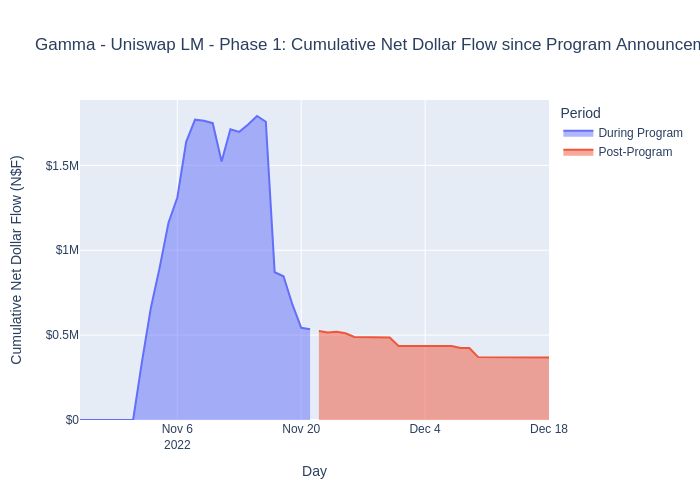 Gamma - Uniswap LM - Phase 1: Cumulative Net Dollar Flow since Program
Period
During Program
Post-Program
Cumulative Net Dollar Flow (N$F)
$1.5M
$1M
$0.5M
$0
Nov 6
2022
Nov 20
Dec 4
Dec 18
Day